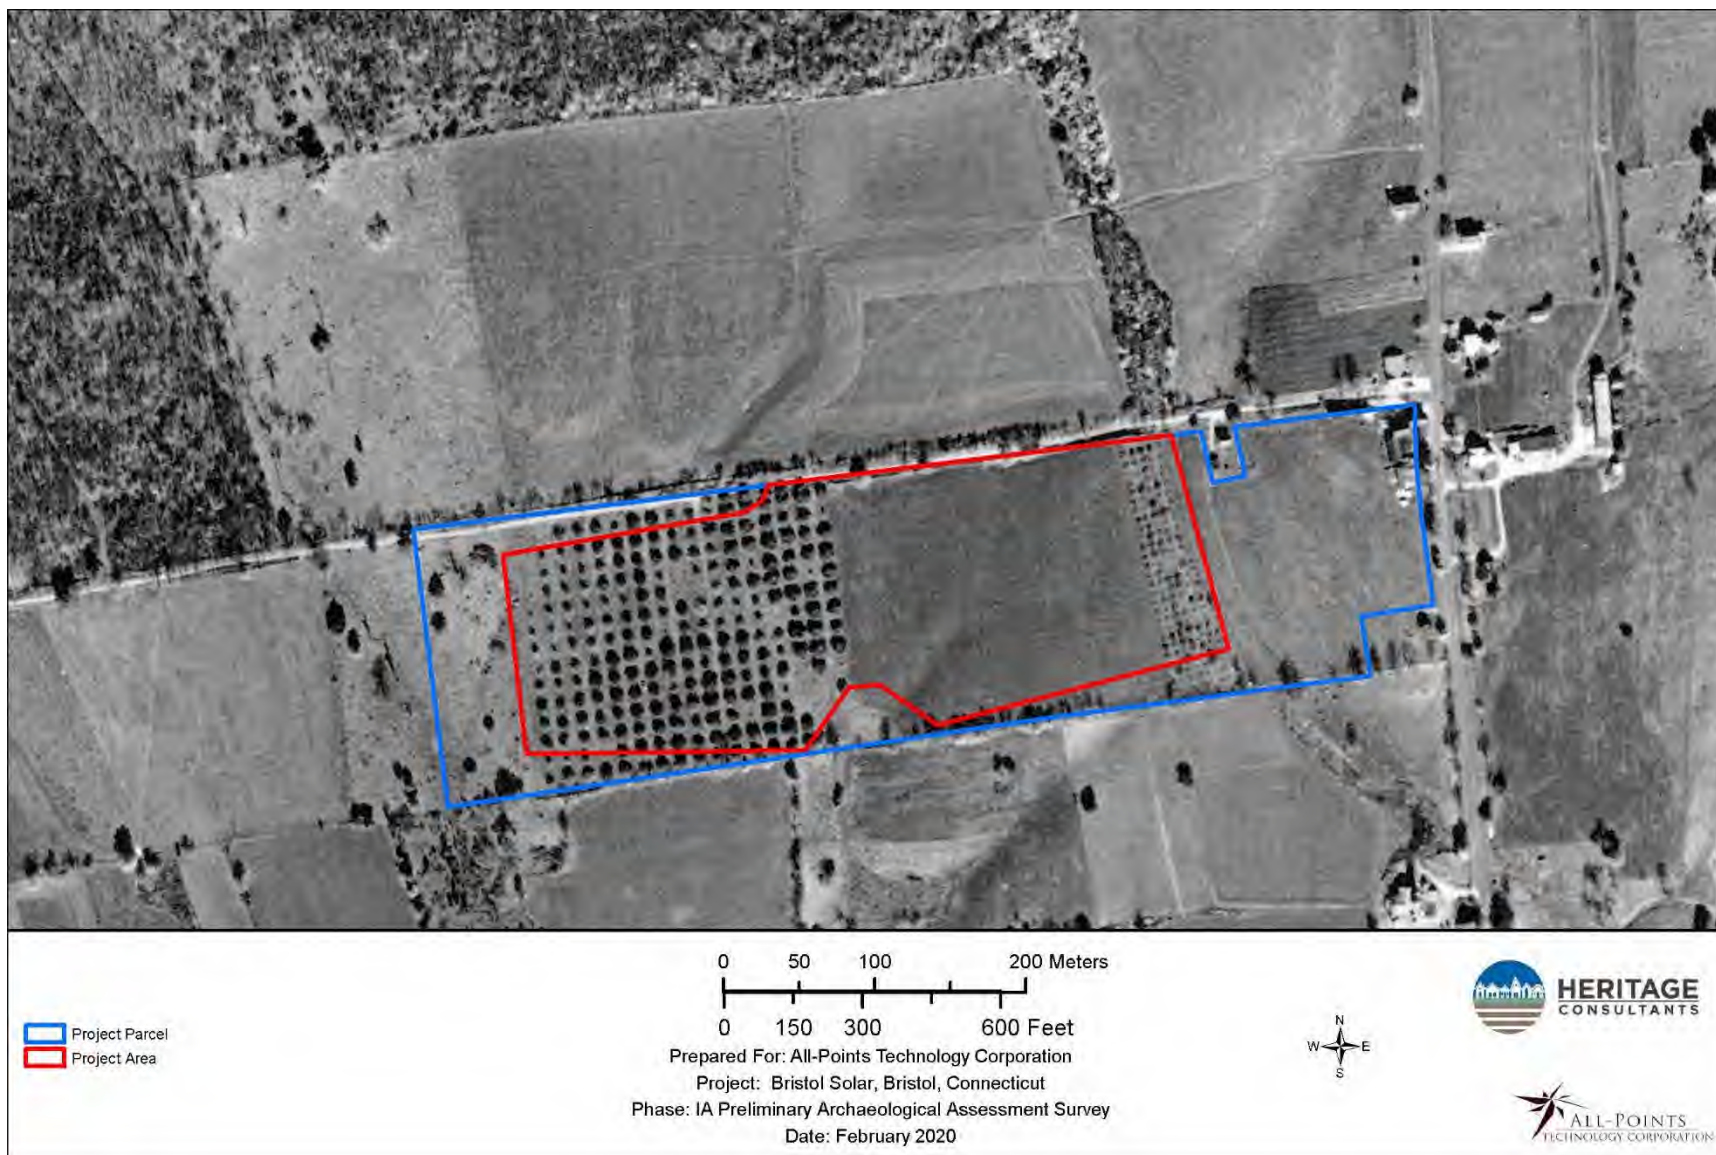 0 50 100 200 Meters
0 150 300 600 Feet
Project Parcel
Project Area
Prepared For: All-Points Technology Corporation
Project: Bristol Solar, Bristol, Connecticut
Phase: IA Preliminary Archaeological Assessment Survey
Date: February 2020
N
W E
S
HERITAGE
CONSULTANTS
ALL-POINTS
TECHNOLOGY CORPORATION